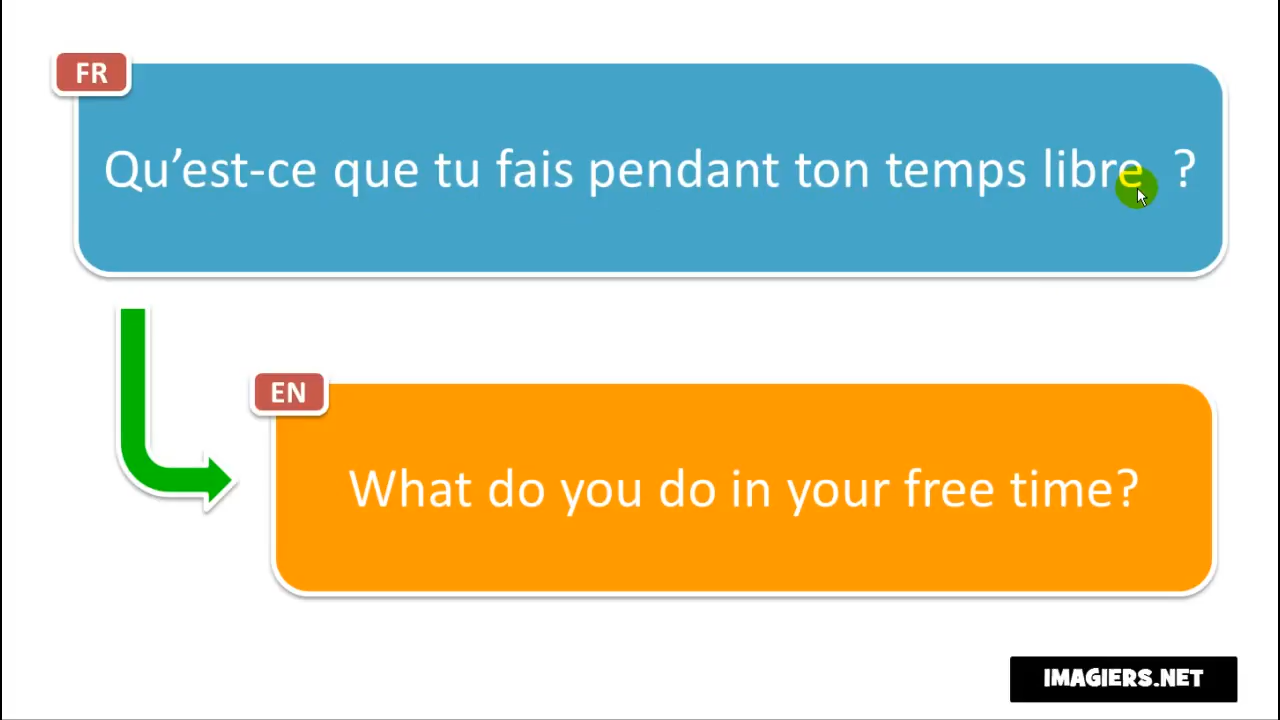 FR
Qu’est-ce que tu fais pendant ton temps libre ?
EN
What do you do in your free time?
IMAGIERS.NET